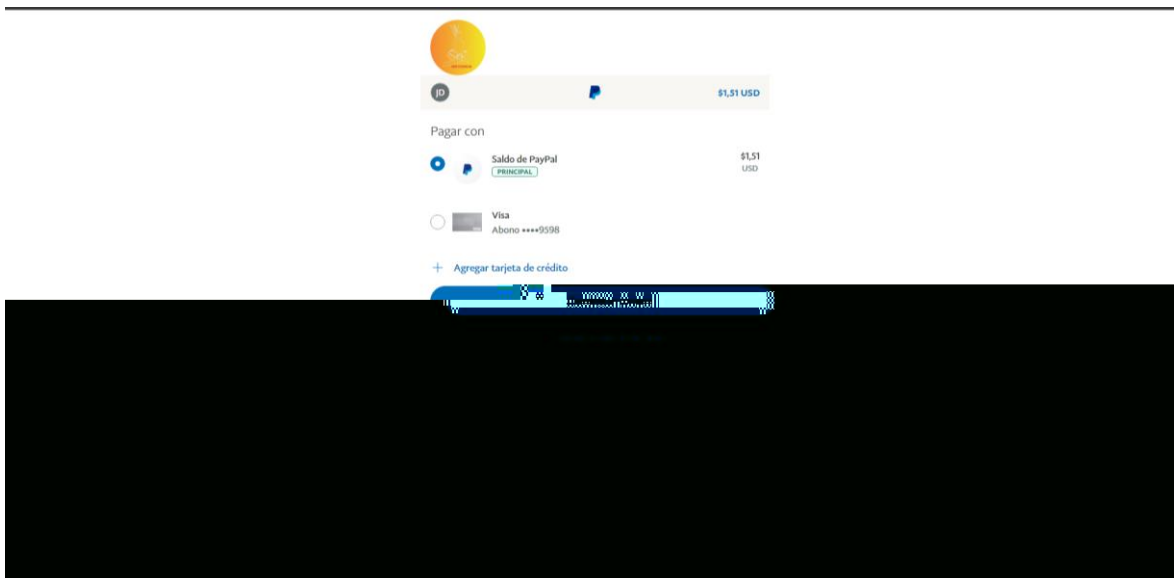 JD
$1,51 USD
Pagar con
Saldo de PayPal
$1,51
PRINCIPAL
USD
Visa
Abono ••••9598
+ Agregar tarjeta de crédito